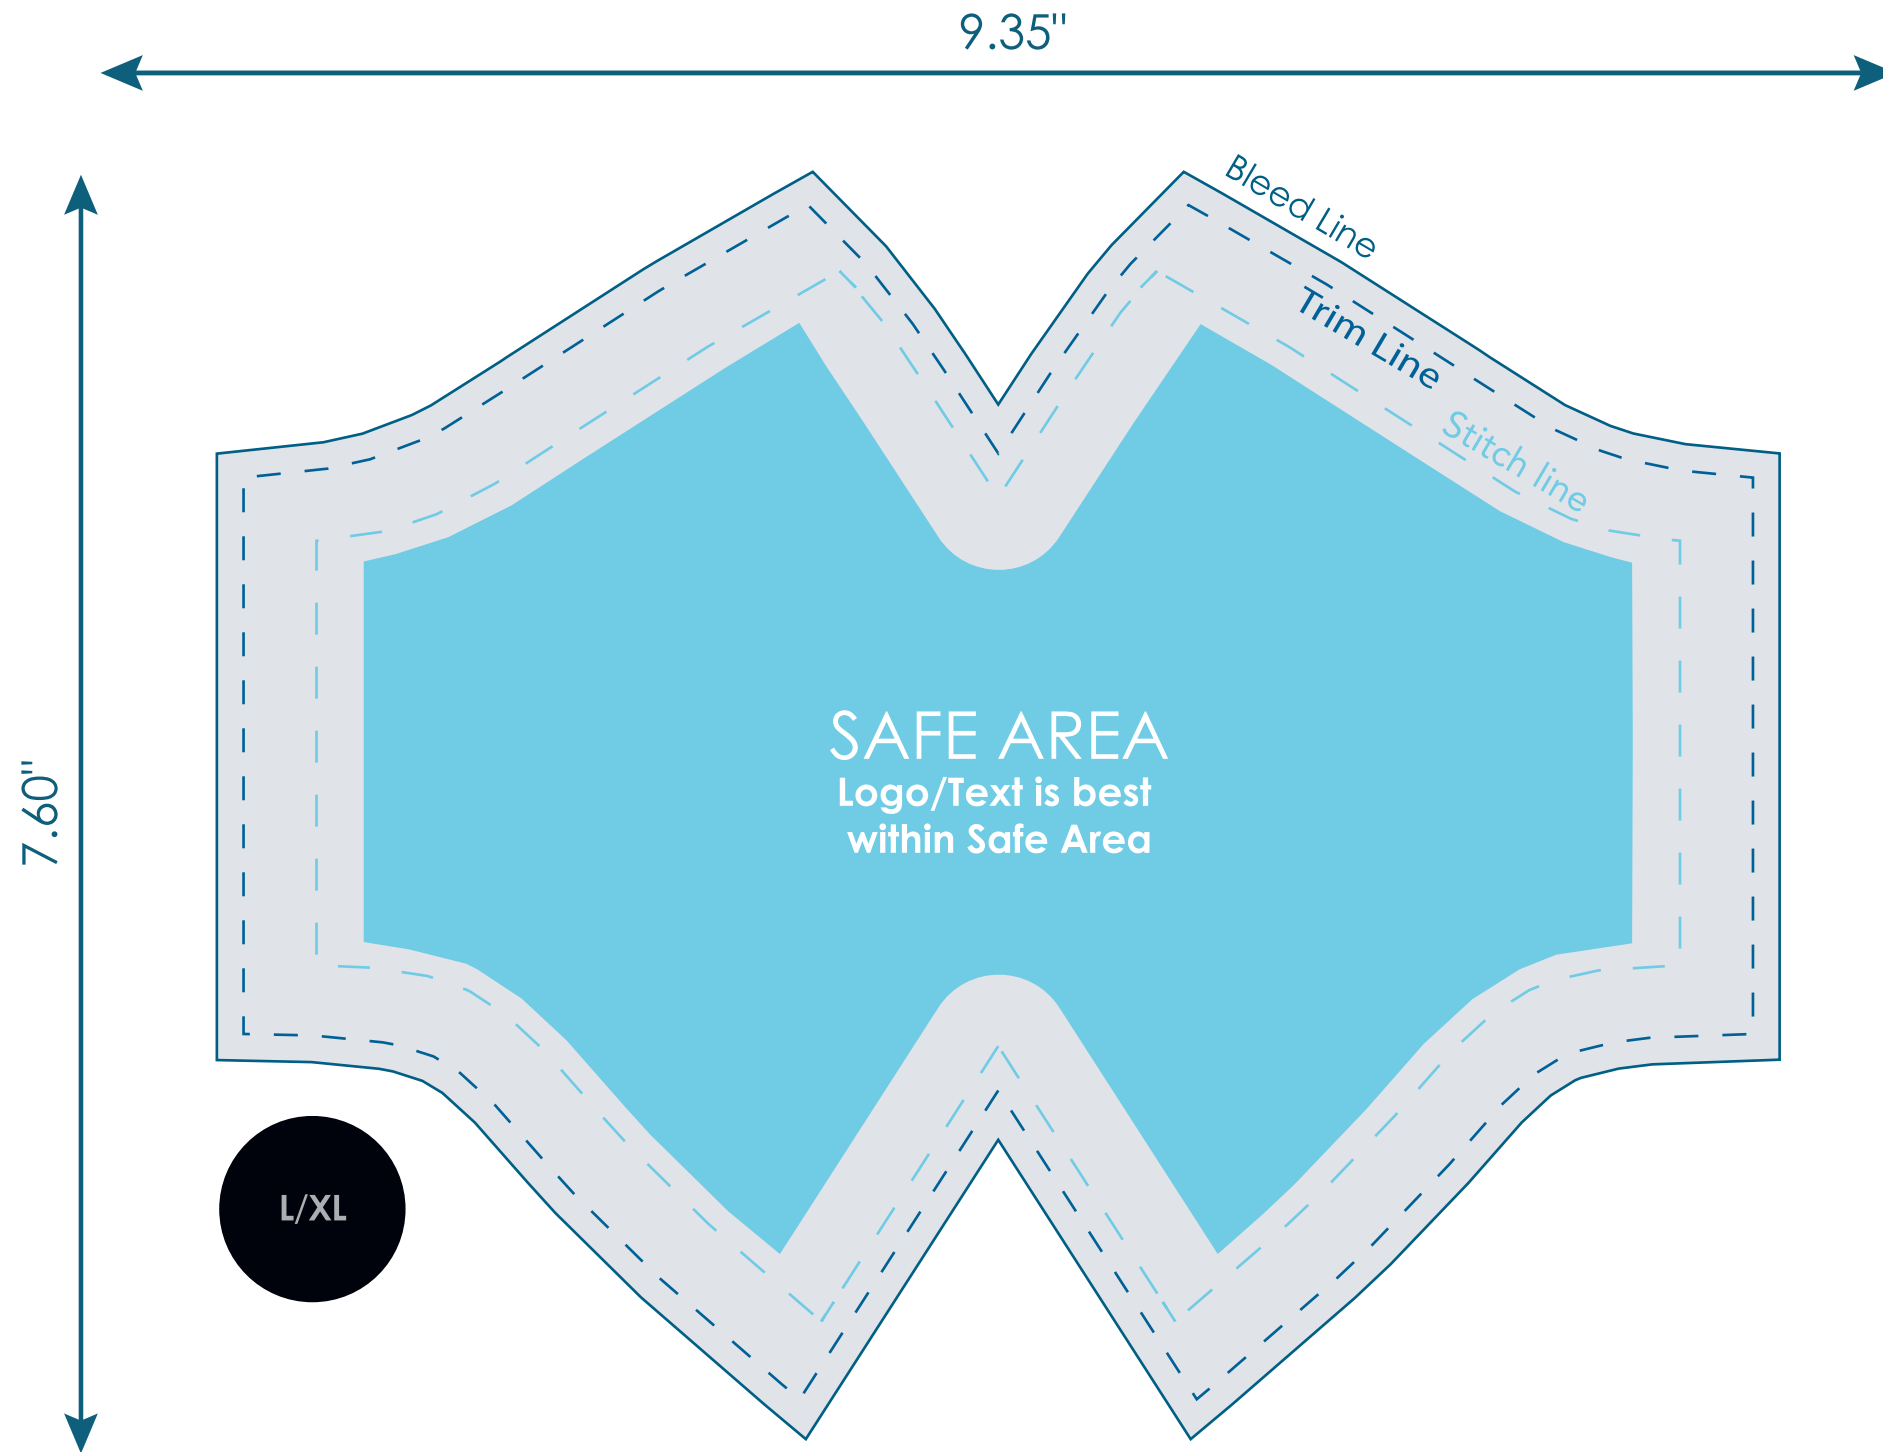 9.35"
Bleed Line
Trim Line
Stitch line
7.60"
SAFE AREA
Logo/Text is best
within Safe Area
L/XL